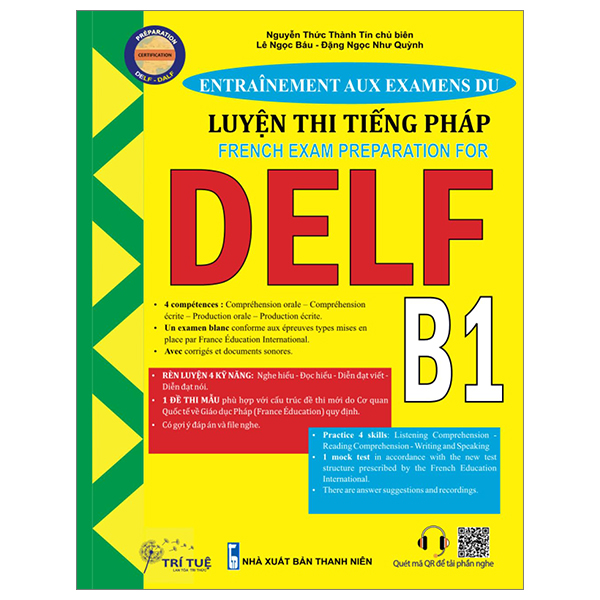 Nguyễn Thức Thành Tín chủ biên
Lê Ngọc Báu - Đặng Ngọc Như Quỳnh
PRÉPARATION
CERTIFICATION
DELF - DALF
ENTRAÎNEMENT AUX EXAMENS DU
LUYỆN THI TIẾNG PHÁP
FRENCH EXAM PREPARATION FOR
DELF
B1
• 4 compétences : Compréhension orale – Compréhension
écrite – Production orale – Production écrite.
• Un examen blanc conforme aux épreuves types mises en
place par France Éducation International.
• Avec corrigés et documents sonores.
• RÈN LUYỆN 4 KỸ NĂNG: Nghe hiểu - Đọc hiểu - Diễn đạt viết -
Diễn đạt nói.
• 1 ĐỀ THI MẪU phù hợp với cấu trúc đề thi mới do Cơ quan
Quốc tế về Giáo dục Pháp (France Éducation) quy định.
• Có gợi ý đáp án và file nghe.
• Practice 4 skills: Listening Comprehension -
Reading Comprehension - Writing and Speaking
• 1 mock test in accordance with the new test
structure prescribed by the French Education
International.
• There are answer suggestions and recordings.
TRÍ TUỆ
LAN TỎA TRI THỨC
NHÀ XUẤT BẢN THANH NIÊN
Quét mã QR để tải phần nghe